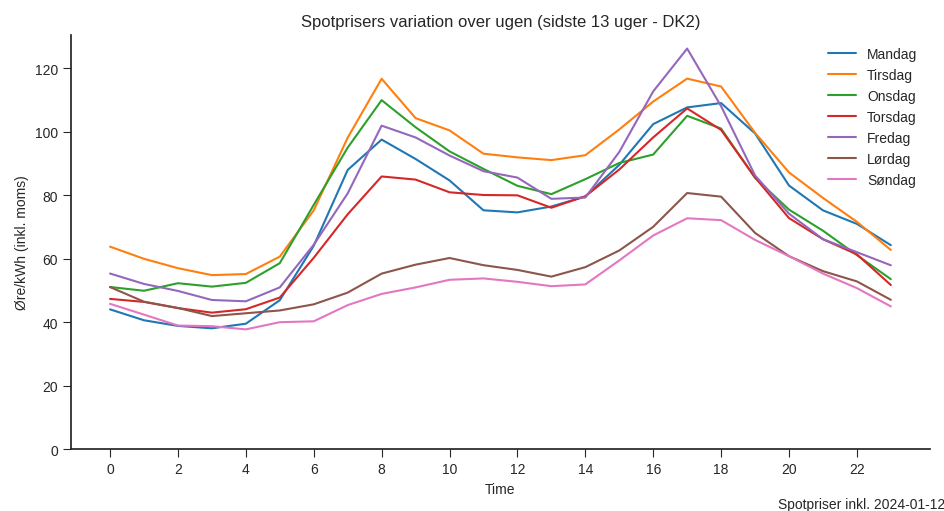 Spotprisers variation over ugen (sidste 13 uger - DK2)
Mandag
Tirsdag
Onsdag
Torsdag
Fredag
Lørdag
Søndag
Øre/kWh (inkl. moms)
120
100
80
60
40
20
0
0 2 4 6 8 10 12 14 16 18 20 22
Time
Spotpriser inkl. 2024-01-12